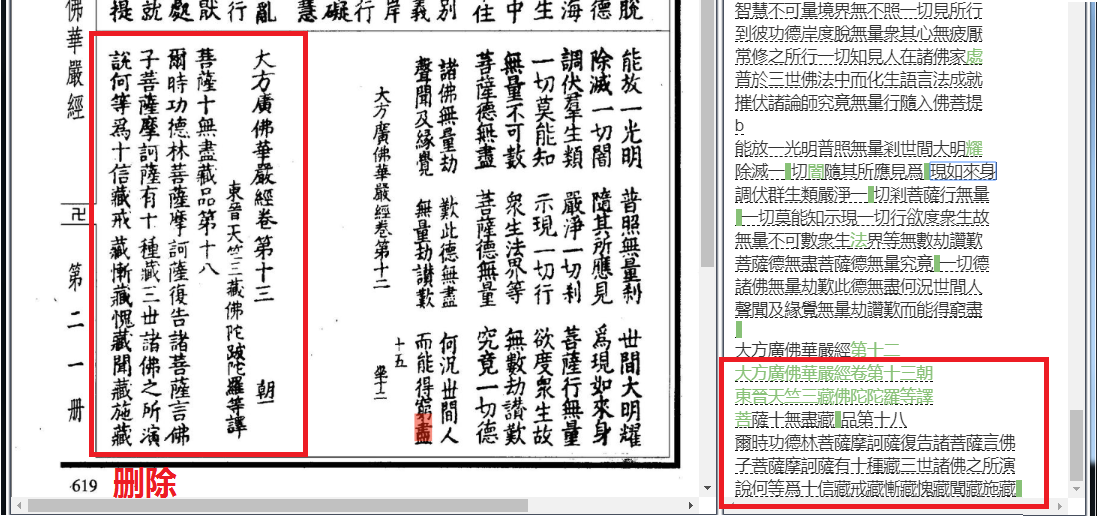 脫
德
海
生
中
住
別
義
岸
行
礙
慧
亂
行
厭
處
就
提
能放一光明 普照無量剎 世間大明耀
除滅一切闇 隨其所應見 爲現如來身
調伏羣生類 嚴淨一切剎 菩薩行無量
一切莫能知 示現一切行 欲度衆生故
無量不可數 衆生法界等 無數劫讚歎
菩薩德無盡 菩薩德無量 究竟一切德
諸佛無量劫 歎此德無盡 何況世間人
聲聞及緣覺 無量劫讚歎 而能得窮盡
十五
大方廣佛華嚴經卷第十二
大方廣佛華嚴經卷第十三 朝一
東晉天竺三藏佛陀跋陀羅等譯
菩薩十無盡藏品第十八
爾時功德林菩薩摩訶薩復告諸菩薩言佛
子菩薩摩訶薩有十種藏三世諸佛之所演
說何等爲十信藏戒藏慚藏愧藏聞藏施藏
佛華嚴經
卍
第二一册
619
删除
智慧不可量境界無不照一切見所行
到彼功德岸度脫無量衆其心無疲厭
常修之所行一切知見人在諸佛家處
普於三世佛法中而化生語言法成就
摧伏諸論師究竟無量行隨入佛菩提
b
能放一光明普照無量剎世間大明耀
除滅一切闇隨其所應見爲現如來身
調伏群生類嚴淨一切剎菩薩行無量
一切莫能知示現一切行欲度衆生故
無量不可數衆生法界等無數劫讚歎
菩薩德無盡菩薩德無量究竟一切德
諸佛無量劫歎此德無盡何況世間人
聲聞及緣覺無量劫讚歎而能得窮盡
大方廣佛華嚴經第十二
大方廣佛華嚴經卷第十三朝
東晉天竺三藏佛陀陀羅等譯
菩薩十無盡藏品第十八
爾時功德林菩薩摩訶薩復告諸菩薩言佛
子菩薩摩訶薩有十種藏三世諸佛之所演
說何等爲十信藏戒藏慚藏愧藏聞藏施藏